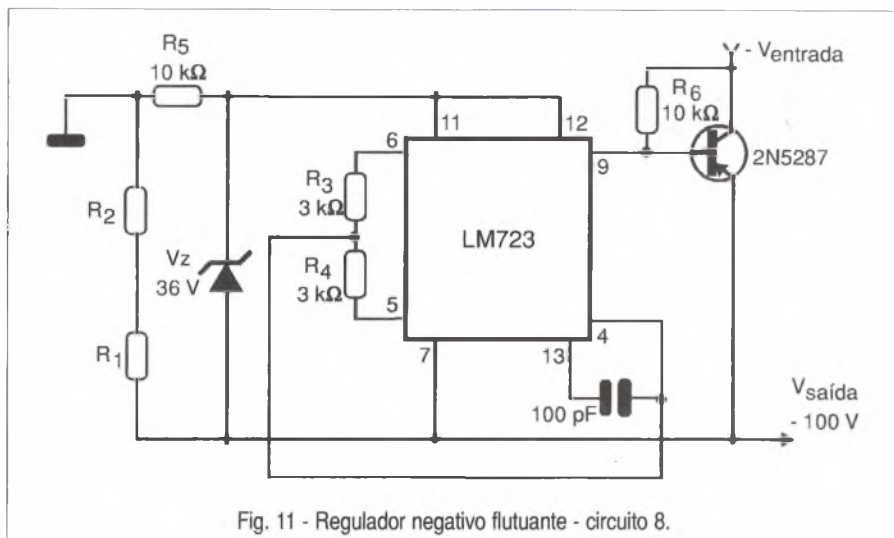 R5
10 kΩ
- Ventrada
R6
10 kΩ
11
12
6
9
2N5287
R3
3 kΩ
R2
LM723
Vz
36 V
R4
3 kΩ
5
4
7
13
R1
100 pF
Vsaída
- 100 V
Fig. 11 - Regulador negativo flutuante - circuito 8.